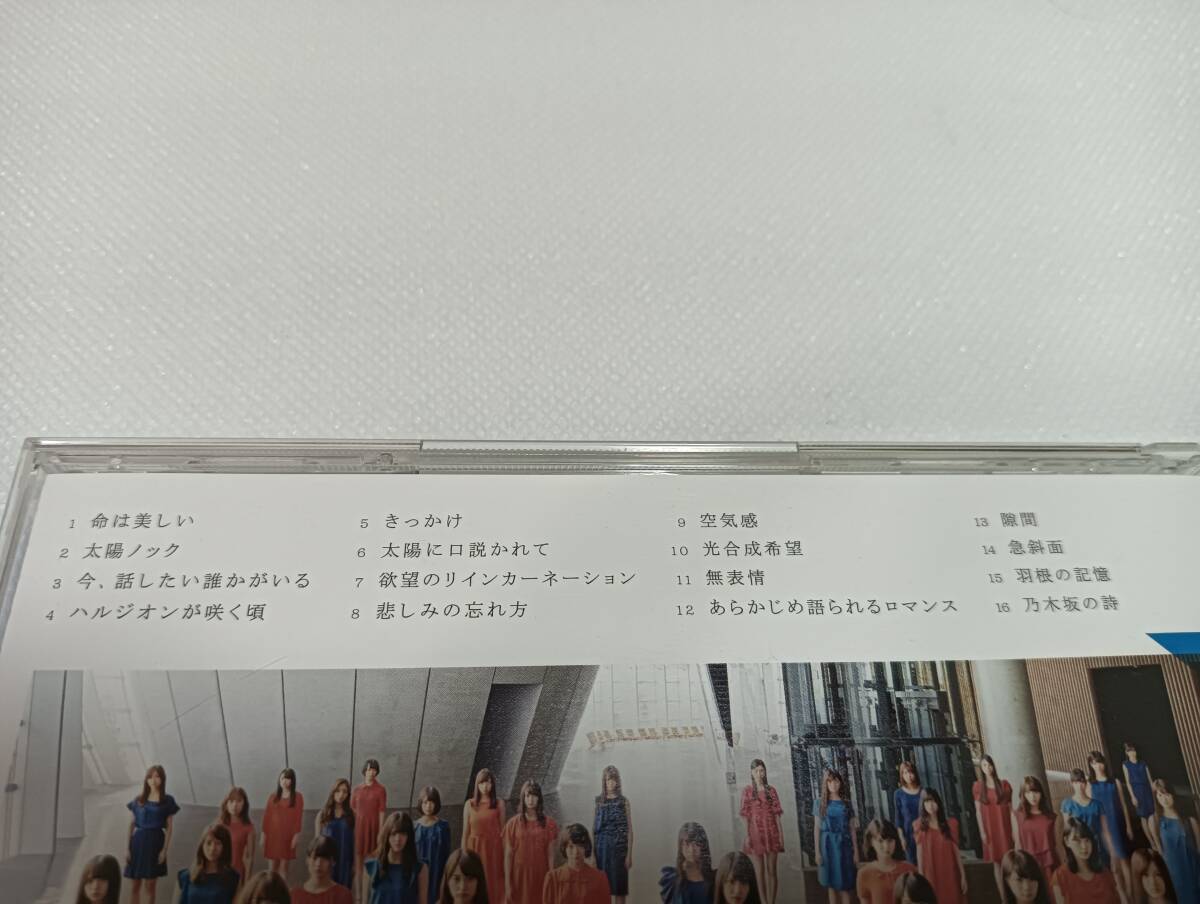 1 命は美しい
2 太陽ノック
3 今、話したい誰かがいる
4 ハルジオンが咲く頃
5 きっかけ
6 太陽に口説かれて
7 欲望のリインカーネーション
8 悲しみの忘れ方
9 空気感
10 光合成希望
11 無表情
12 あらかじめ語られるロマンス
13 隙間
14 急斜面
15 羽根の記憶
16 乃木坂の詩